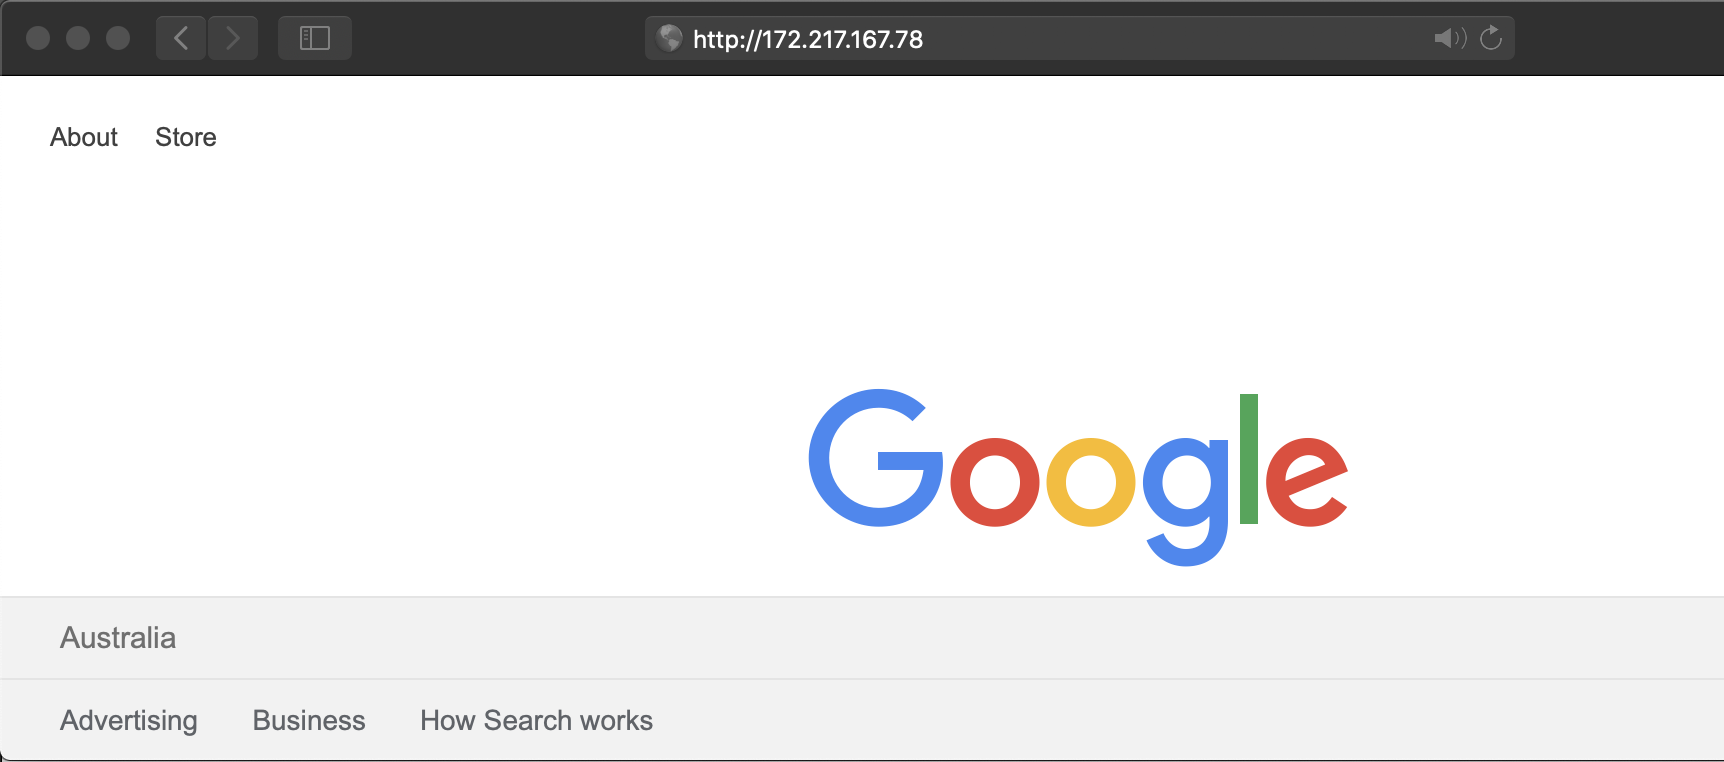 http://172.217.167.78
About Store
Google
Australia
Advertising Business How Search works